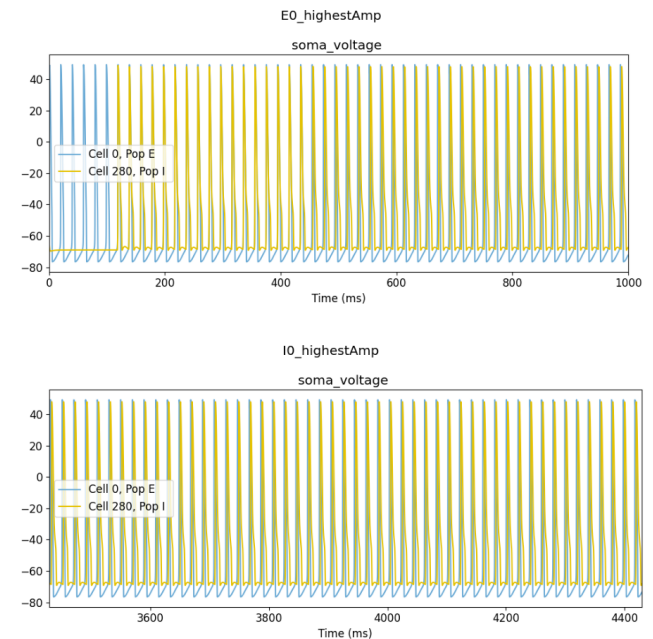 E0_highestAmp
soma_voltage
40
20
0
−20
−40
−60
−80
Cell 0, Pop E
Cell 280, Pop I
0 200 400 600 800 1000
Time (ms)
I0_highestAmp
soma_voltage
40
20
0
−20
−40
−60
−80
Cell 0, Pop E
Cell 280, Pop I
3600 3800 4000 4200 4400
Time (ms)